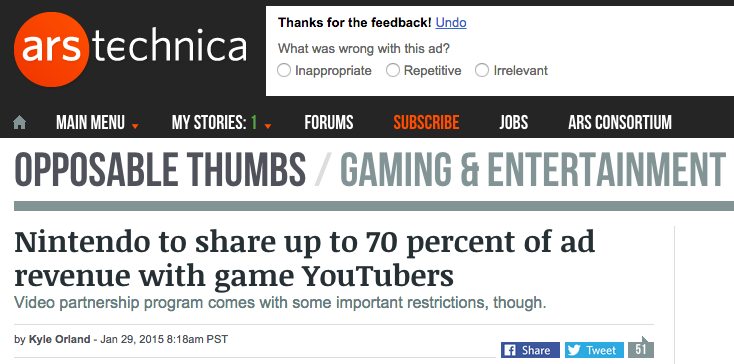 ars technica
Thanks for the feedback! Undo
What was wrong with this ad?
Inappropriate Repetitive Irrelevant
MAIN MENU MY STORIES: 1 FORUMS SUBSCRIBE JOBS ARS CONSORTIUM
OPPOSABLE THUMBS / GAMING & ENTERTAINMENT
Nintendo to share up to 70 percent of ad
revenue with game YouTubers
Video partnership program comes with some important restrictions, though.
by Kyle Orland - Jan 29, 2015 8:18am PST
Share Tweet 51